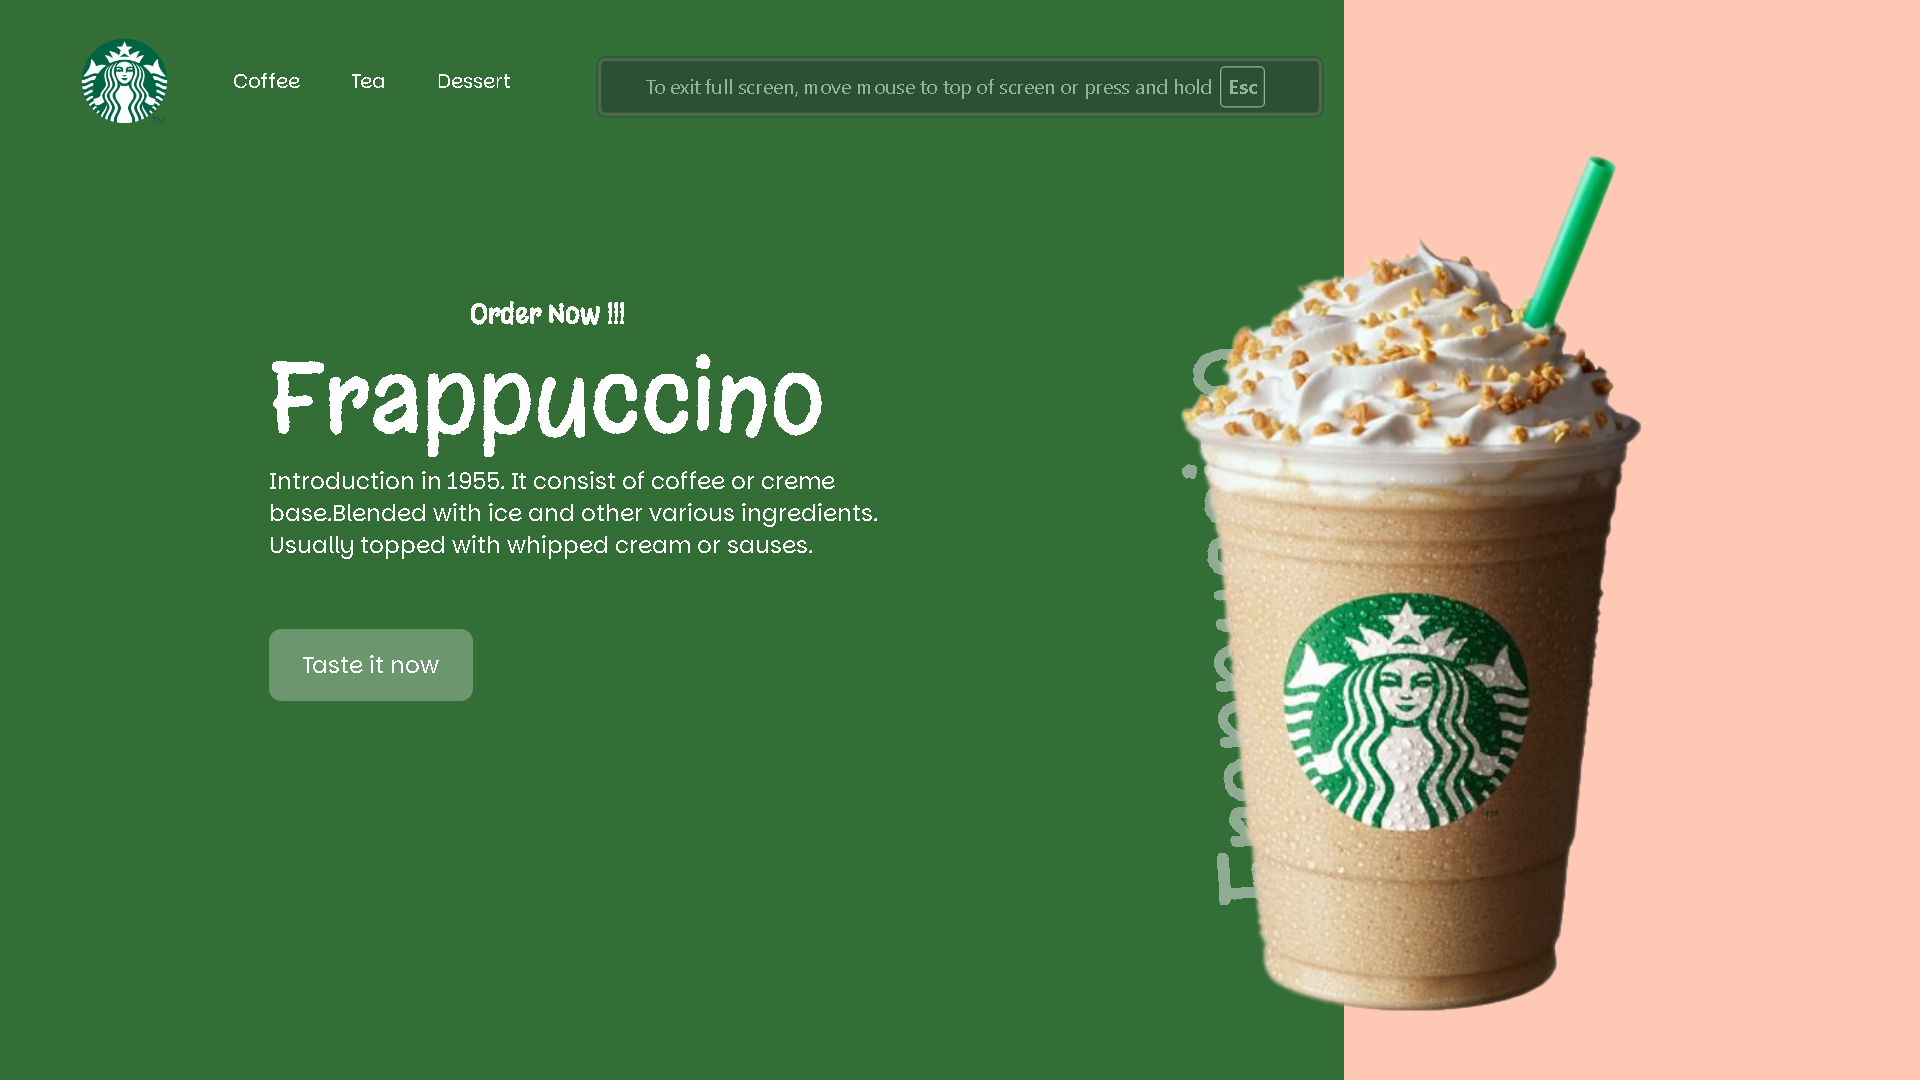 Coffee
Tea
Dessert
To exit full screen, move mouse to top of screen or press and hold Esc
Order Now !!!
Frappuccino
Introduction in 1955. It consist of coffee or creme
base.Blended with ice and other various ingredients.
Usually topped with whipped cream or sauses.
Taste it now
TM